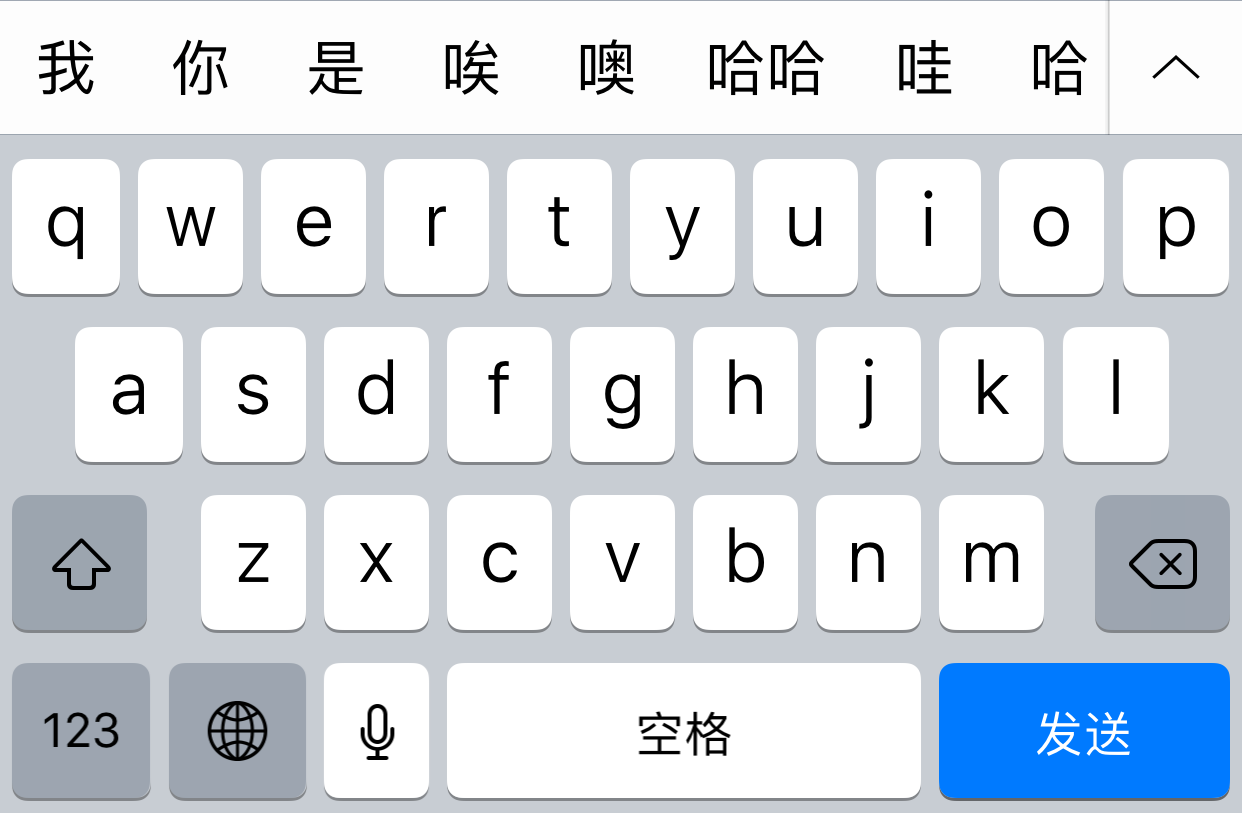 我 你 是 唉 噢 哈哈 哇 哈
q w e r t y u i o p
a s d f g h j k l
z x c v b n m
123 空格 发送